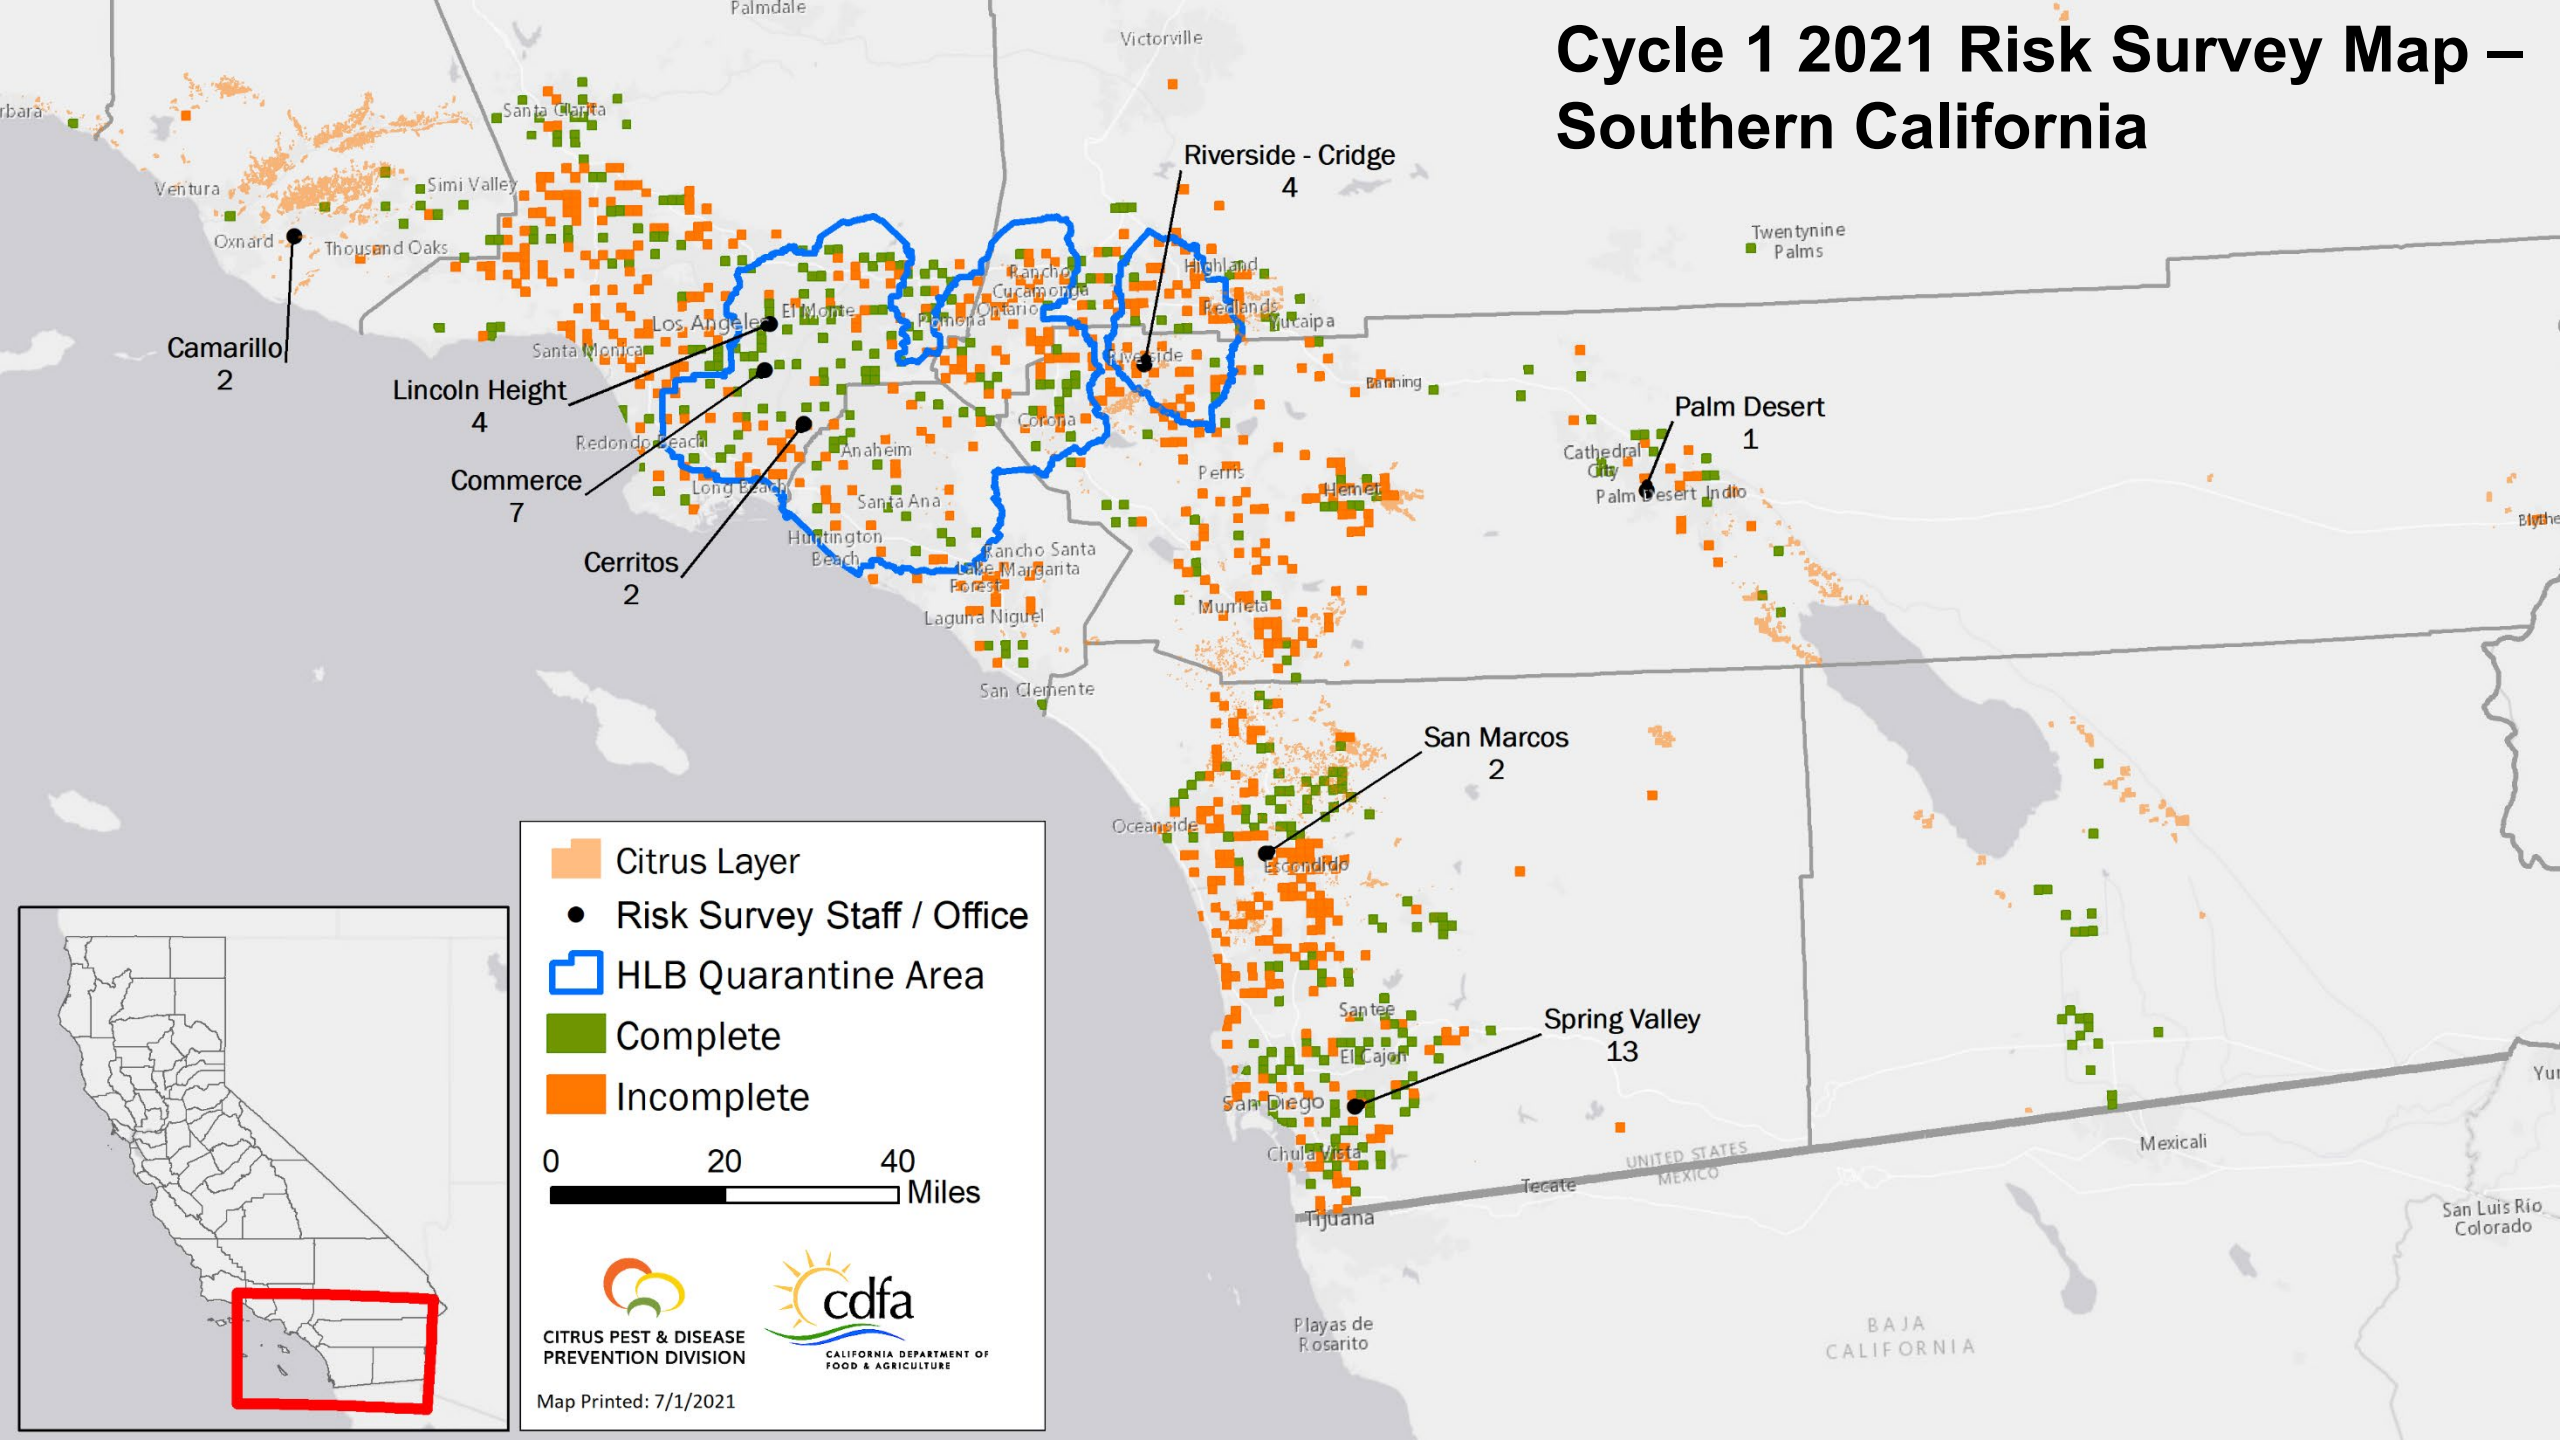 Cycle 1 2021 Risk Survey Map –
Southern California
Palmdale
Victorville
rbara
Santa Clarita
Riverside - Cridge
4
Ventura
Simi Valley
Oxnard
Thousand Oaks
Twentynine
Palms
Highland
Rancho
Cucamonga
Ontario
Redlands
Yucaipa
El Monte
Pomona
Los Angeles
Santa Monica
Riverside
Banning
Camarillo
2
Lincoln Height
4
Palm Desert
1
Corona
Redondo Beach
Anaheim
Cathedral
City
Commerce
7
Perris
Long Beach
Santa Ana
Hemet
Palm Desert
Indio
Blythe
Huntington
Beach
Rancho Santa
Margarita
Lake
Forest
Cerritos
2
Laguna Niguel
Murrieta
San Clemente
San Marcos
2
Oceanside
Escondido
Santee
Spring Valley
13
El Cajon
San Diego
Chula Vista
UNITED STATES
MEXICO
Tecate
Tijuana
Mexicali
Yur
San Luis Río
Colorado
Playas de
Rosarito
BAJA
CALIFORNIA
Citrus Layer
Risk Survey Staff / Office
HLB Quarantine Area
Complete
Incomplete
0 20 40
Miles
CITRUS PEST & DISEASE
PREVENTION DIVISION
cdfa
CALIFORNIA DEPARTMENT OF
FOOD & AGRICULTURE
Map Printed: 7/1/2021